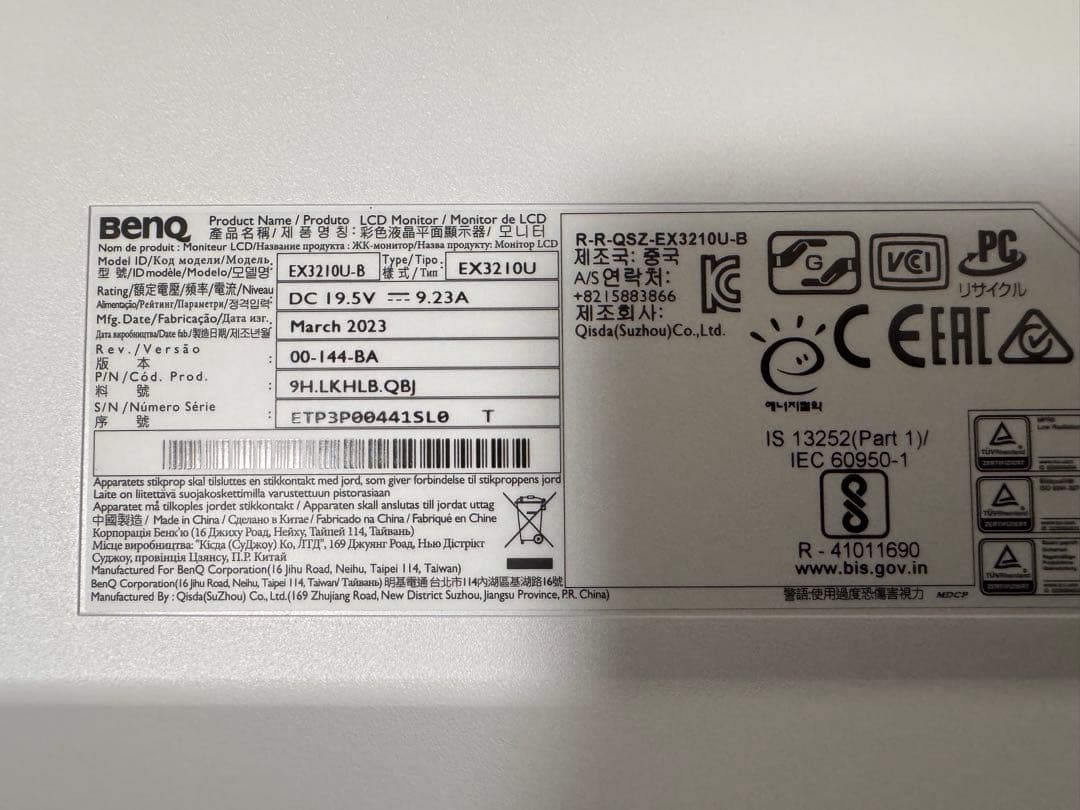 BenQ
Product Name / Produto LCD Monitor / Monitor de LCD
產品名稱 / 제품명칭 : 彩色液晶平面顯示器 / 모니터
Nom de produit : Moniteur LCD/Название продукта : ЖК-монитор/Назва продукту: Монітор LCD
Model ID/Код модели/Модель,
型號/ID modèle/Modelo/모델명: EX3210U-B
Type/Tipo
樣式/Тип : EX3210U
Rating/額定電壓/頻率/電流/Niveau
Alimentação/Рейтинг/Параметри/정격입력: DC 19.5V 9.23A
Mfg. Date/Fabricação/Дата изг.
Дата виробництва/Date fab./製造日期/제조년월: March 2023
Rev./Versão
版本 : 00-144-BA
P/N/Cód. Prod.
料號 : 9H.LKHLB.QBJ
S/N/Número Série
序號 : ETP3P00441SL0 T
Apparatets stikprop skal tilsluttes en stikkontakt med jord, som giver forbindelse til stikproppens jord
Laite on liitettävä suojakoskettimilla varustettuun pistorasiaan
Apparatet må tilkoples jordet stikkontakt / Apparaten skall anslutas till jordat uttag
中國製造 / Made in China / Сделано в Китае / Fabricado na China / Fabriqué en Chine
Корпорація Бенк'ю (16 Джиху Роад, Нейху, Тайпей 114, Тайвань)
Місце виробництва: "Кісда (СуДжоу) Ко, ЛТД", 169 Джуянг Роад, Нью Дістрікт
Суджоу, провінція Цзянсу, П.Р. Китай
Manufactured For BenQ Corporation(16 Jihu Road, Neihu, Taipei 114, Taiwan)
BenQ Corporation(16 Jihu Road, Neihu, Taipei 114, Taiwan/ Тайвань) 明基電通 台北市114內湖區基湖路16號
Manufactured By : Qisda(SuZhou) Co., Ltd.(169 Zhujiang Road, New District Suzhou, Jiangsu Province, P.R. China)
R-R-QSZ-EX3210U-B
제조국: 중국
A/S연락처:
+8215883866
제조회사:
Qisda(Suzhou)Co.,Ltd.
G
VCCI
PC
リサイクル
CE
EAC
에너지절약
IS 13252(Part 1)/
IEC 60950-1
R - 41011690
www.bis.gov.in
警語:使用過度恐傷害視力 MDCP
TÜVRheinland
ZERTIFIZIERT
TÜVRheinland
ZERTIFIZIERT
TÜVRheinland
ZERTIFIZIERT